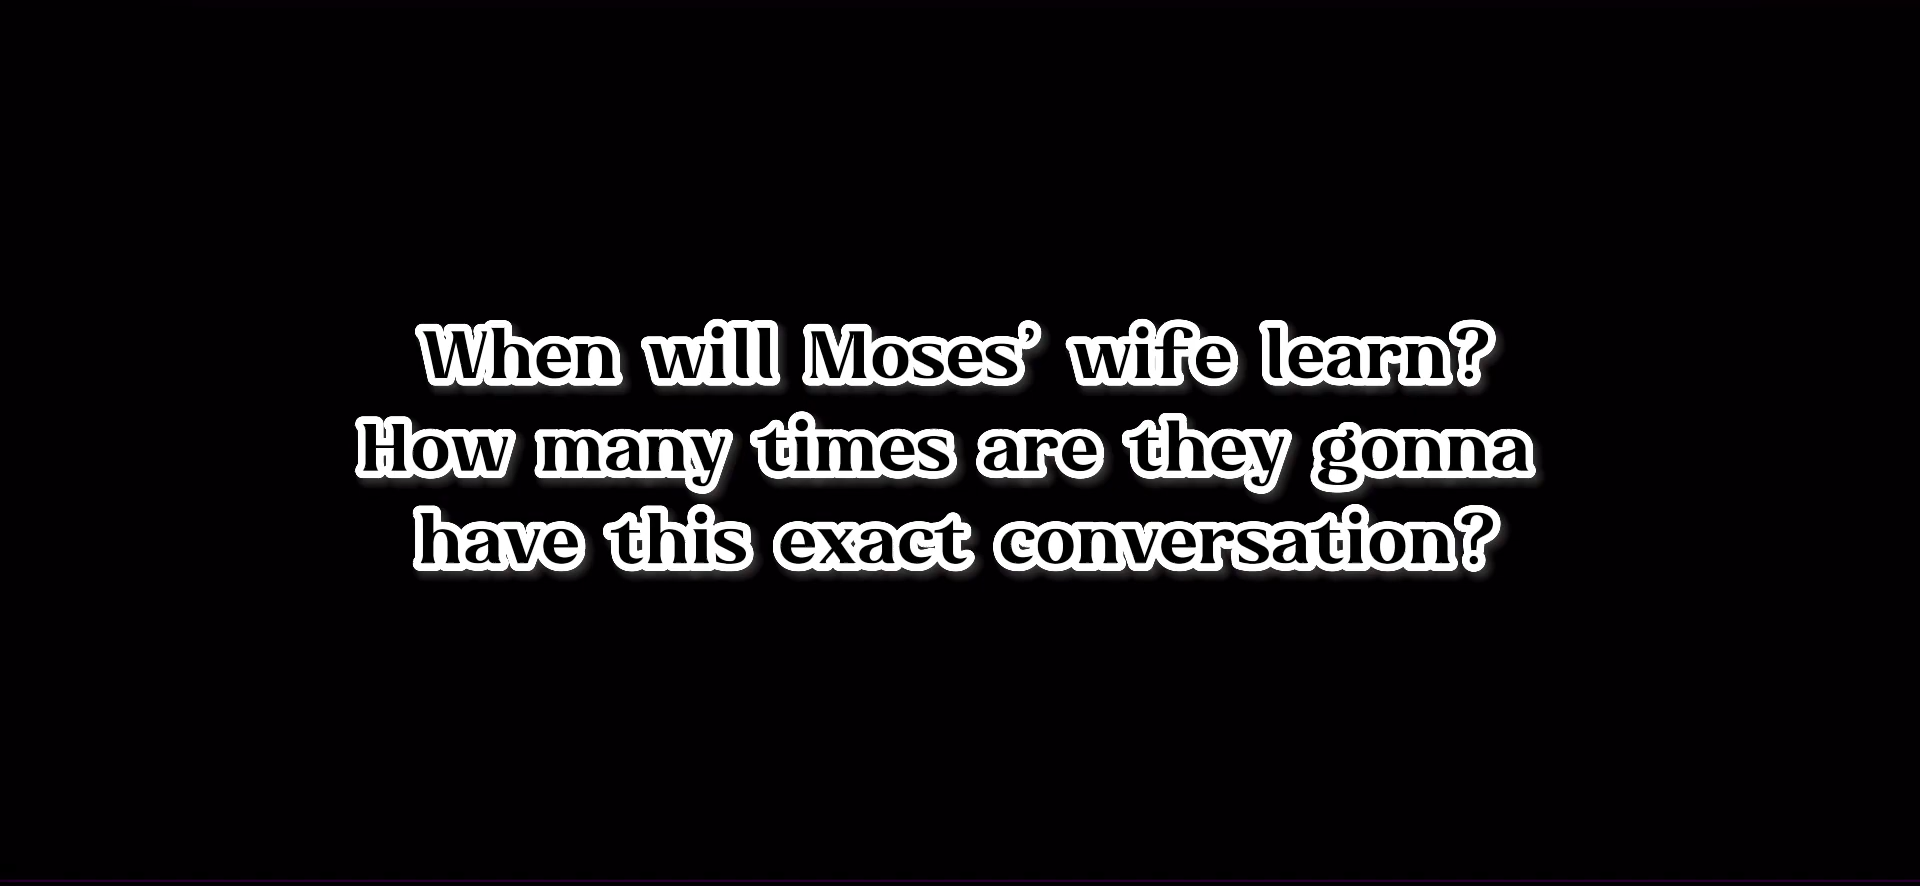 When will Moses’ wife learn?
How many times are they gonna
have this exact conversation?